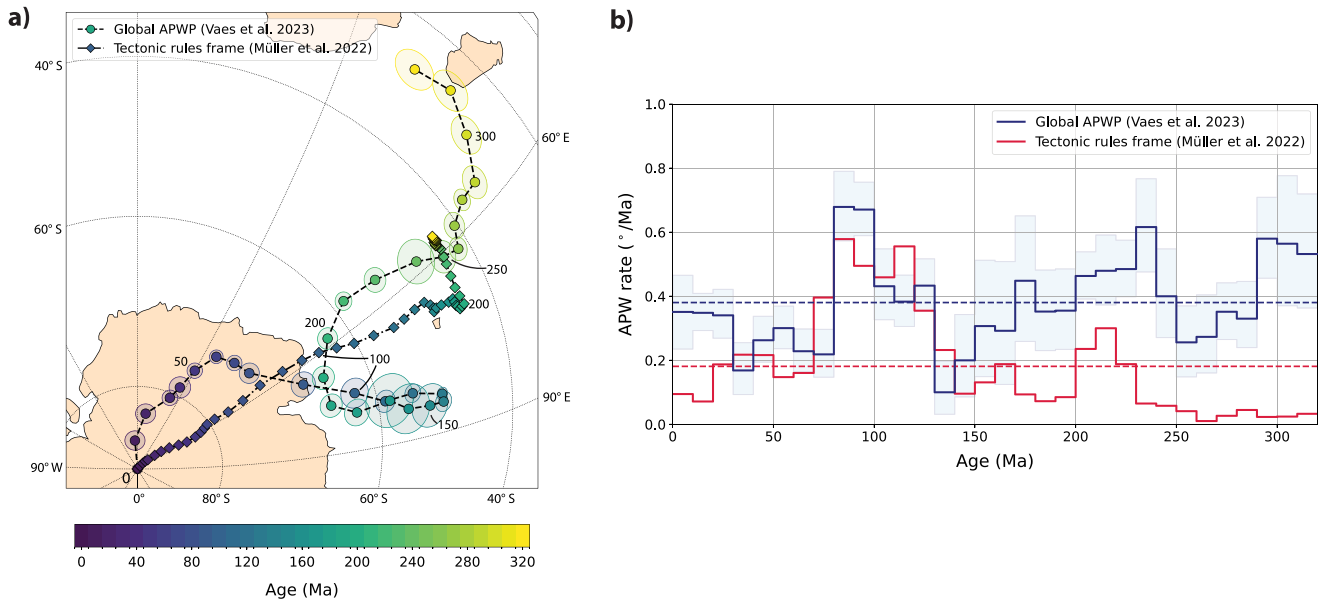 a)
Global APWP (Vaes et al. 2023)
Tectonic rules frame (Müller et al. 2022)
40° S
60° E
300
250
60° S
200
200
50
100
150
90° E
90° W
0
0°
80° S
60° S
40° S
0 40 80 120 160 200 240 280 320
Age (Ma)
b)
Global APWP (Vaes et al. 2023)
Tectonic rules frame (Müller et al. 2022)
APW rate (°/Ma)
1.0
0.8
0.6
0.4
0.2
0.0
0 50 100 150 200 250 300
Age (Ma)